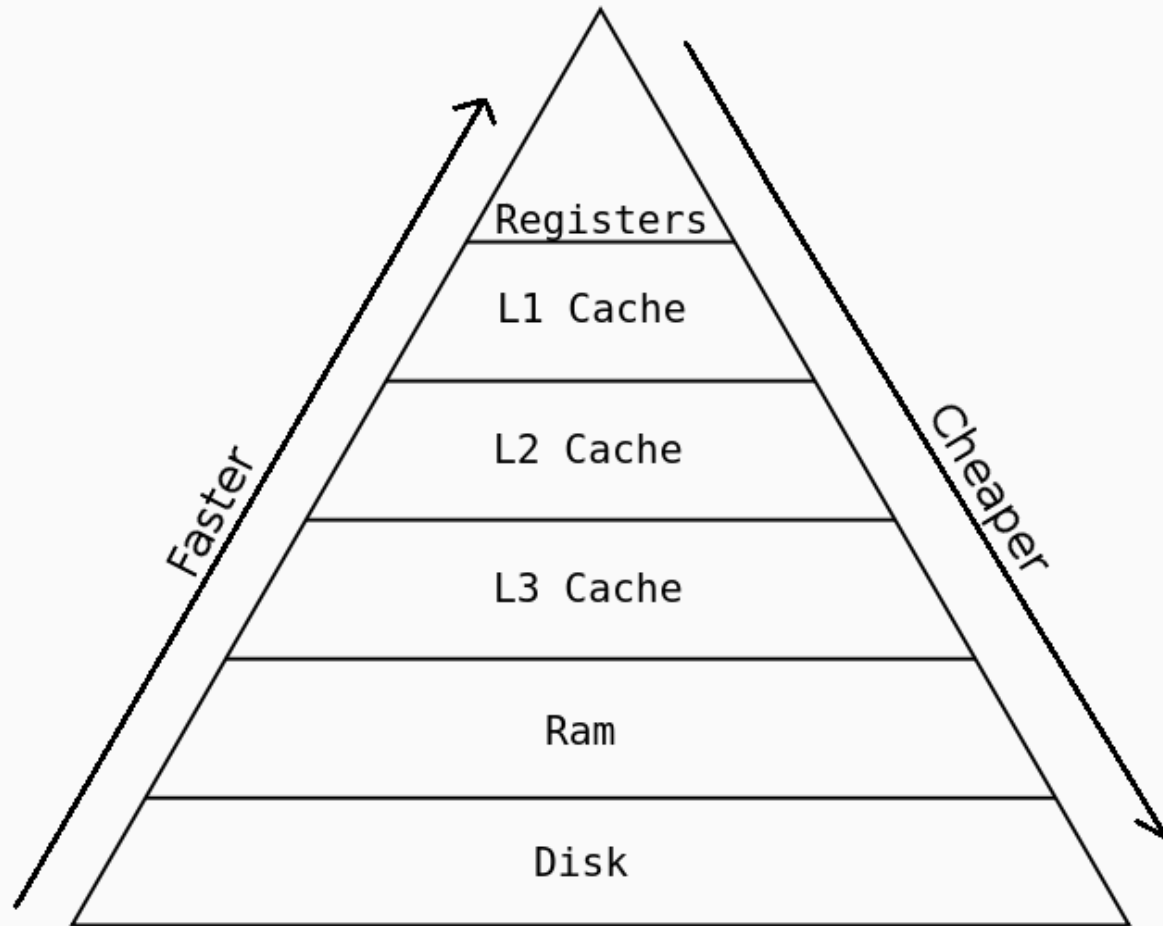 Registers
L1 Cache
L2 Cache
L3 Cache
Ram
Disk
Faster
Cheaper